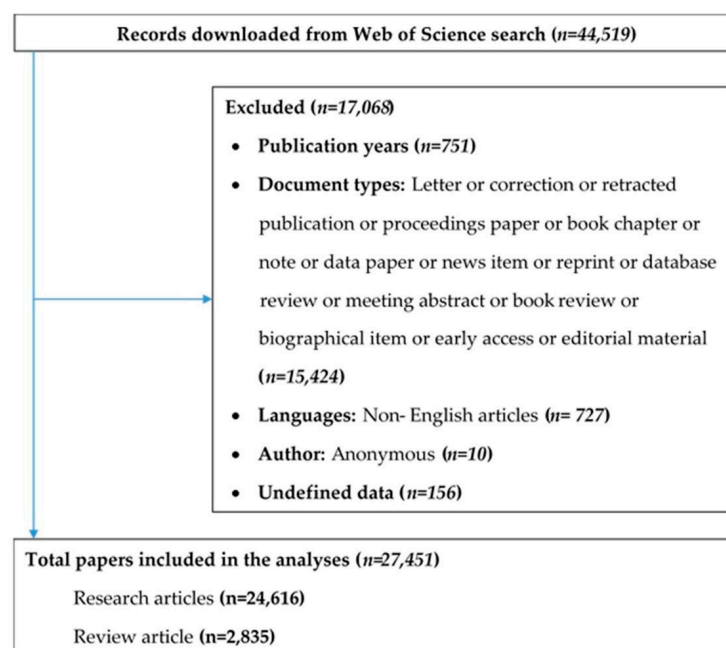 Records downloaded from Web of Science search (n=44,519)
Excluded (n=17,068)
• Publication years (n=751)
• Document types: Letter or correction or retracted
publication or proceedings paper or book chapter or
note or data paper or news item or reprint or database
review or meeting abstract or book review or
biographical item or early access or editorial material
(n=15,424)
• Languages: Non- English articles (n= 727)
• Author: Anonymous (n=10)
• Undefined data (n=156)
Total papers included in the analyses (n=27,451)
Research articles (n=24,616)
Review article (n=2,835)